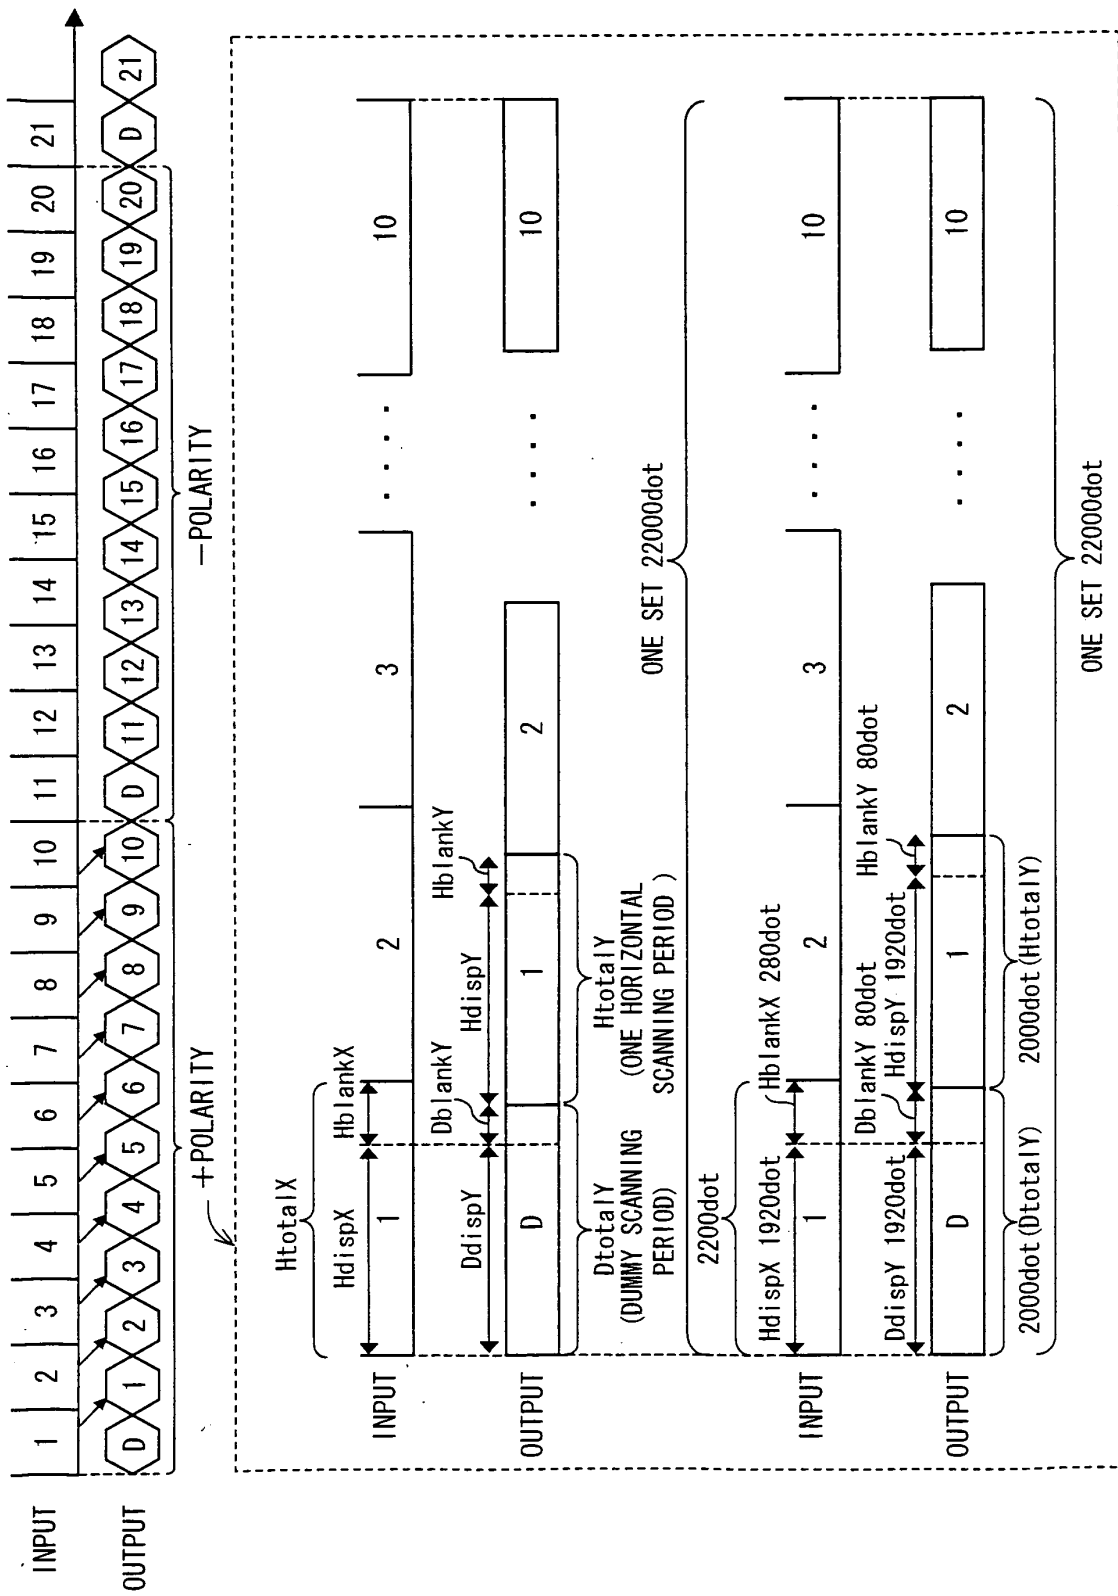 INPUT 1 2 3 4 5 6 7 8 9 10 11 12 13 14 15 16 17 18 19 20 21
OUTPUT D 1 2 3 4 5 6 7 8 9 10 D 11 12 13 14 15 16 17 18 19 20 D 21
+POLARITY
−POLARITY
HtotalX
HdispX HblankX
INPUT 1 2 3 10
DdispY DblankY HdispY HblankY
OUTPUT D 1 2 10
DtotalY
(DUMMY SCANNING
PERIOD)
HtotalY
(ONE HORIZONTAL
SCANNING PERIOD )
ONE SET 22000dot
2200dot
HdispX 1920dot HblankX 280dot
INPUT 1 2 3 10
DdispY 1920dot DblankY 80dot HdispY 1920dot HblankY 80dot
OUTPUT D 1 2 10
2000dot(DtotalY) 2000dot(HtotalY)
ONE SET 22000dot